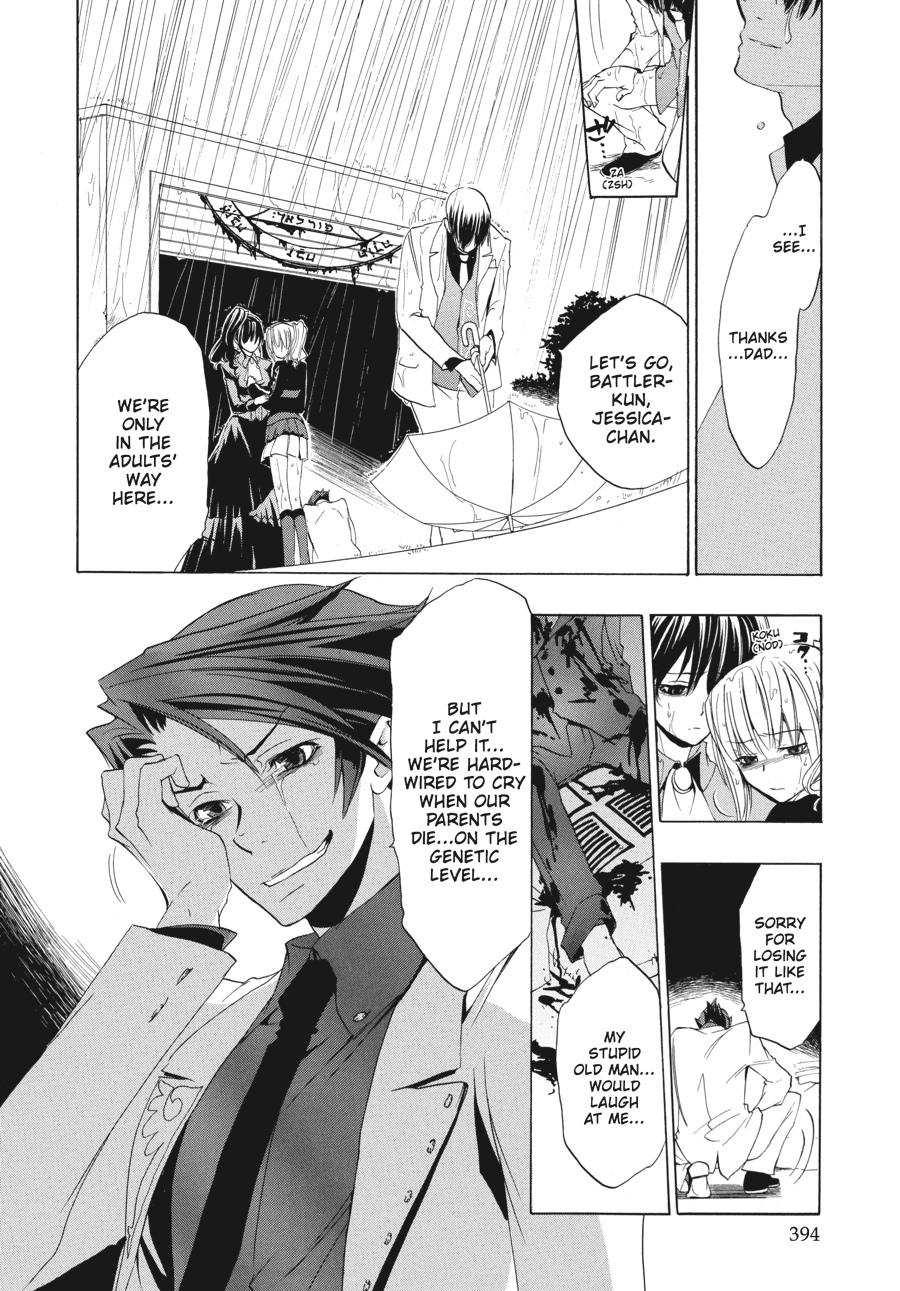 ...I
SEE...
THANKS
...DAD...
ZA
(ZSH)
LET'S GO,
BATTLER-
KUN,
JESSICA-
CHAN.
WE'RE
ONLY
IN THE
ADULTS'
WAY
HERE...
KOKU
(NOD)
コク
SORRY
FOR
LOSING
IT LIKE
THAT...
MY
STUPID
OLD MAN...
WOULD
LAUGH
AT ME...
BUT
I CAN'T
HELP IT...
WE'RE HARD-
WIRED TO CRY
WHEN OUR
PARENTS
DIE...ON THE
GENETIC
LEVEL...
394